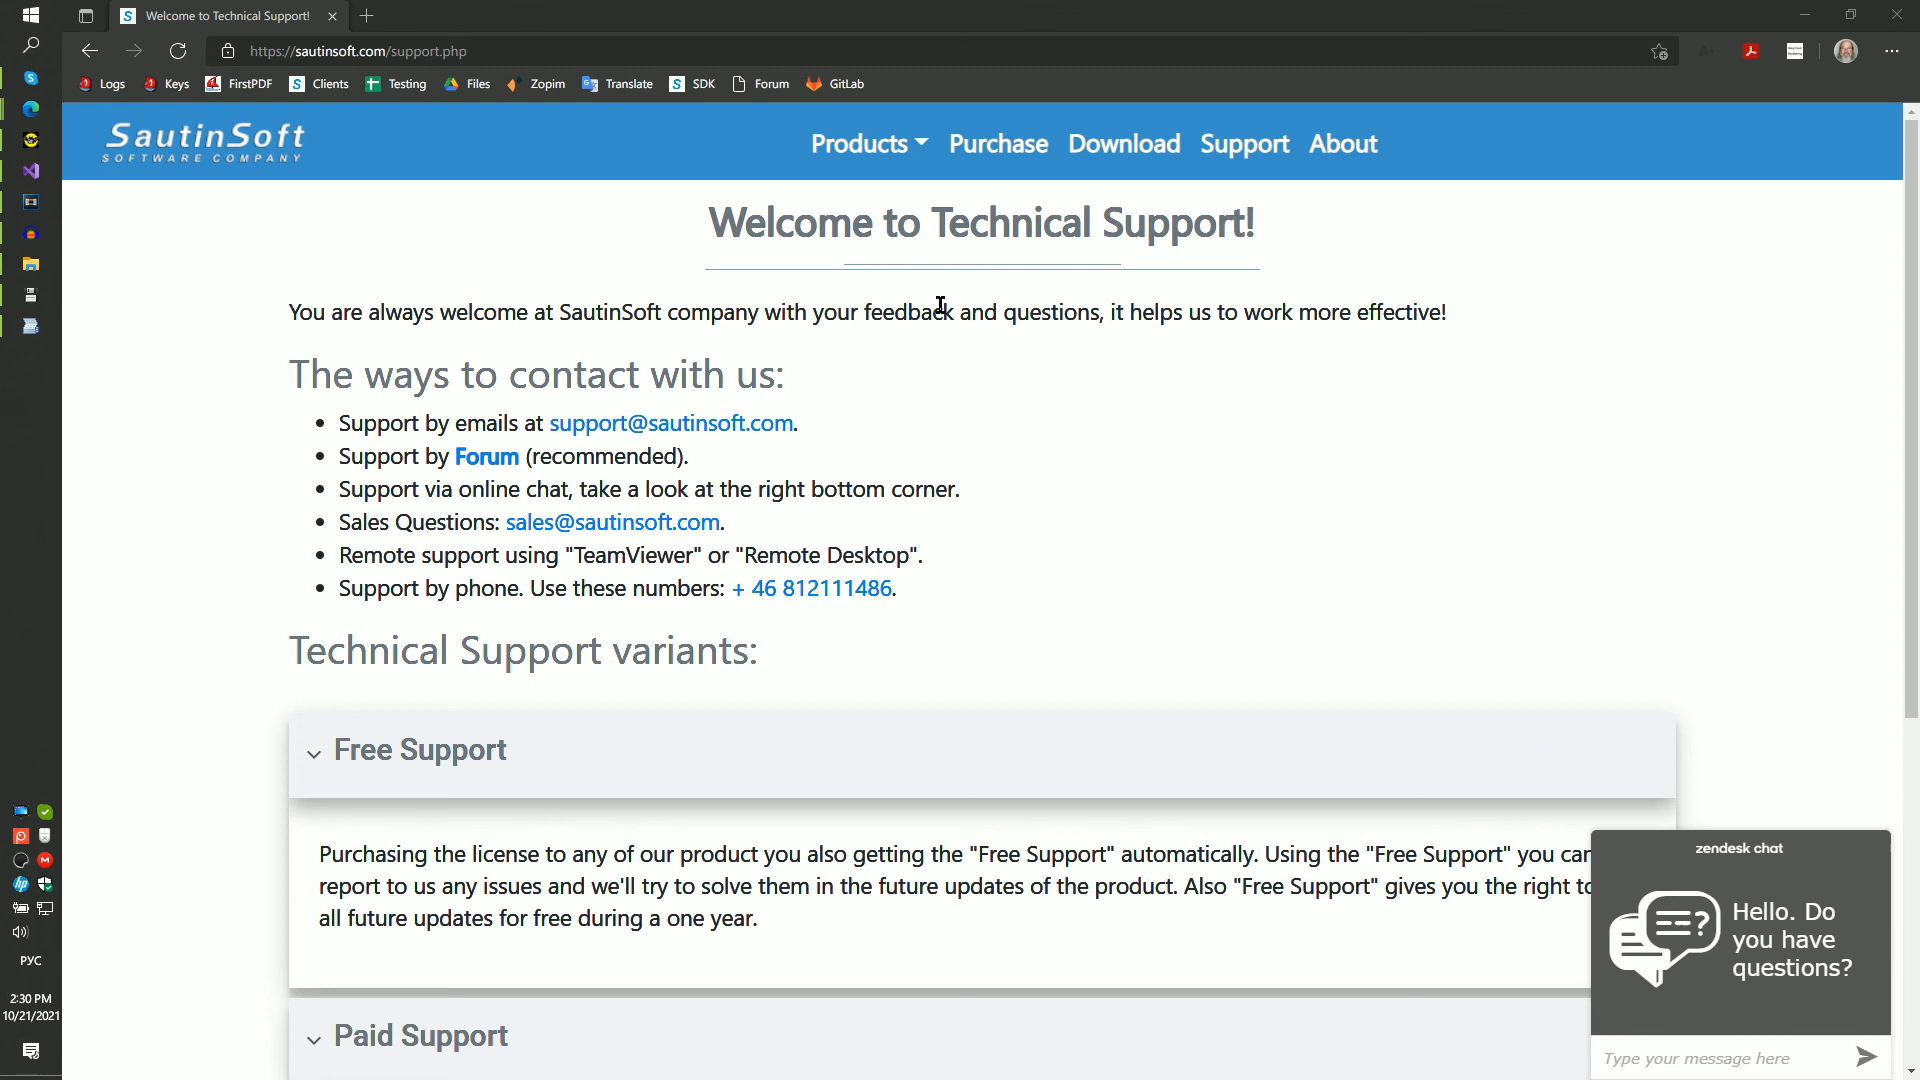 Welcome to Technical Support!
https://sautinsoft.com/support.php
Logs Keys FirstPDF Clients Testing Files Zopim Translate SDK Forum GitLab
SautinSoft
SOFTWARE COMPANY
Products Purchase Download Support About
Welcome to Technical Support!
You are always welcome at SautinSoft company with your feedback and questions, it helps us to work more effective!
The ways to contact with us:
• Support by emails at support@sautinsoft.com.
• Support by Forum (recommended).
• Support via online chat, take a look at the right bottom corner.
• Sales Questions: sales@sautinsoft.com.
• Remote support using "TeamViewer" or "Remote Desktop".
• Support by phone. Use these numbers: + 46 812111486.
Technical Support variants:
Free Support
Purchasing the license to any of our product you also getting the "Free Support" automatically. Using the "Free Support" you can
report to us any issues and we'll try to solve them in the future updates of the product. Also "Free Support" gives you the right to
all future updates for free during a one year.
Paid Support
zendesk chat
Hello. Do
you have
questions?
Type your message here
РУС
2:30 PM
10/21/2021